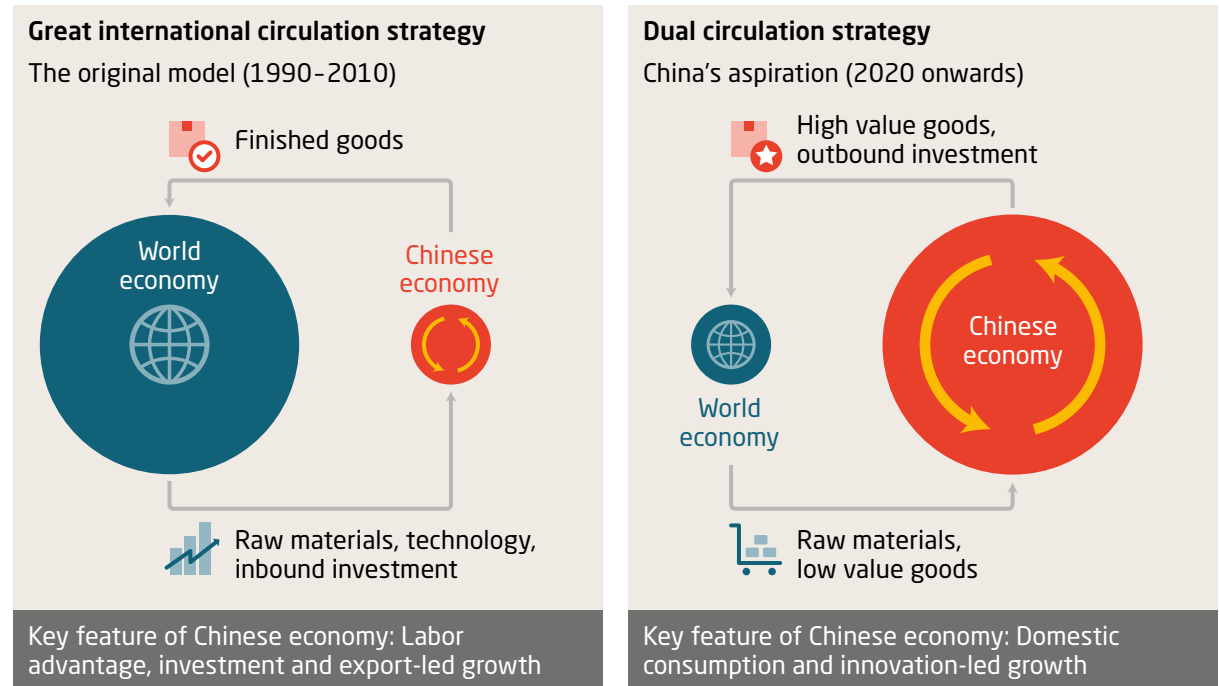 Great international circulation strategy
The original model (1990–2010)
Finished goods
World
economy
Chinese
economy
Raw materials, technology,
inbound investment
Key feature of Chinese economy: Labor
advantage, investment and export-led growth
Dual circulation strategy
China's aspiration (2020 onwards)
High value goods,
outbound investment
World
economy
Chinese
economy
Raw materials,
low value goods
Key feature of Chinese economy: Domestic
consumption and innovation-led growth